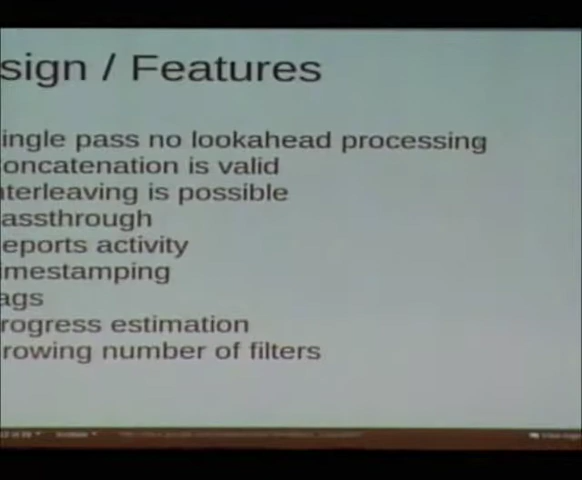 sign / Features
ingle pass no lookahead processing
oncatenation is valid
nterleaving is possible
assthrough
eports activity
imestamping
ags
rogress estimation
rowing number of filters